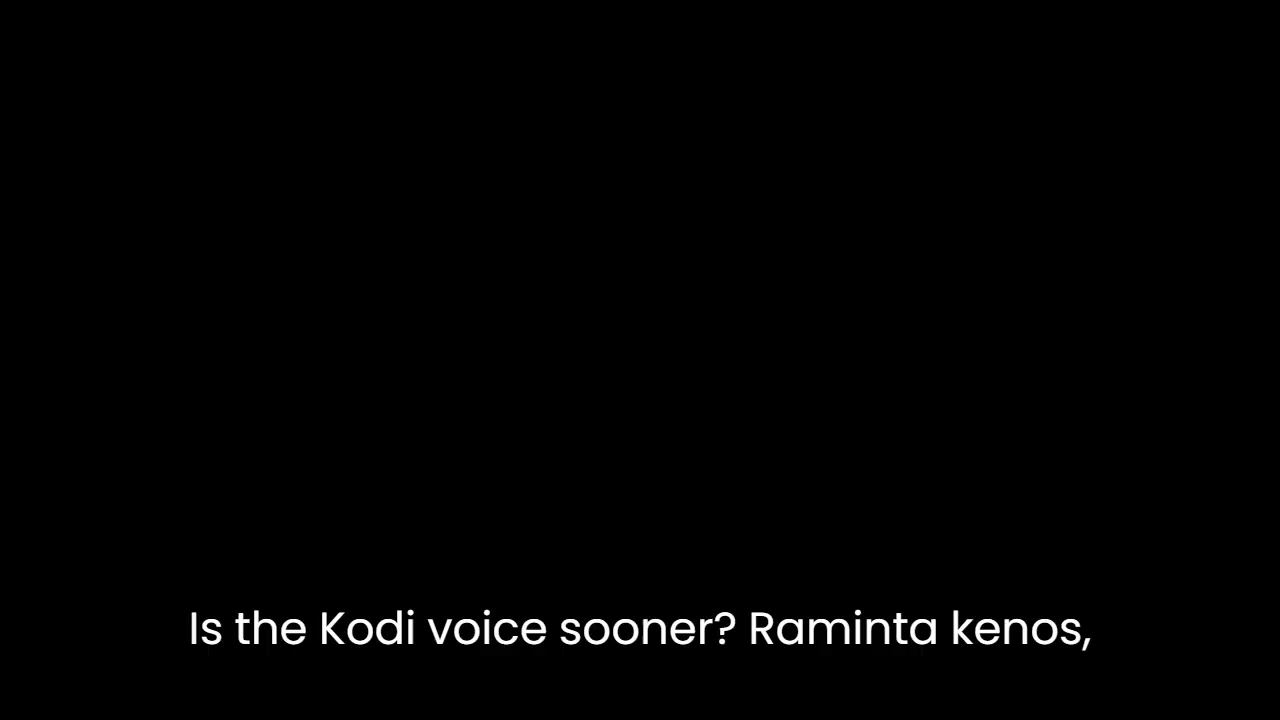 Is the Kodi voice sooner? Raminta kenos,